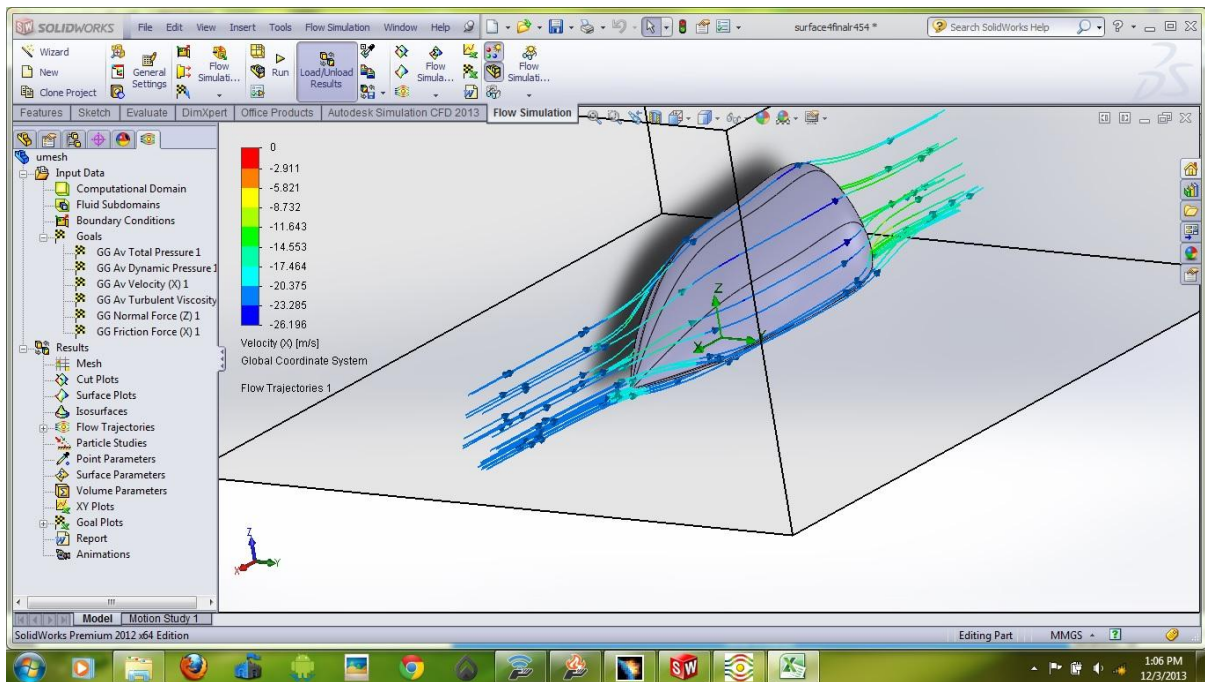 SOLIDWORKS File Edit View Insert Tools Flow Simulation Window Help surface4finalr454 * Search SolidWorks Help
Wizard
New
Clone Project
General Settings
Flow Simulati...
Run
Load/Unload Results
Flow Simula...
Flow Simulati...
Features Sketch Evaluate DimXpert Office Products Autodesk Simulation CFD 2013 Flow Simulation
umesh
Input Data
Computational Domain
Fluid Subdomains
Boundary Conditions
Goals
GG Av Total Pressure 1
GG Av Dynamic Pressure 1
GG Av Velocity (X) 1
GG Av Turbulent Viscosity
GG Normal Force (Z) 1
GG Friction Force (X) 1
Results
Mesh
Cut Plots
Surface Plots
Isosurfaces
Flow Trajectories
Particle Studies
Point Parameters
Surface Parameters
Volume Parameters
XY Plots
Goal Plots
Report
Animations
0
-2.911
-5.821
-8.732
-11.643
-14.553
-17.464
-20.375
-23.285
-26.196
Velocity (X) [m/s]
Global Coordinate System
Flow Trajectories 1
Z
X
Y
Z
X
Y
Model Motion Study 1
SolidWorks Premium 2012 x64 Edition Editing Part MMGS
1:06 PM
12/3/2013